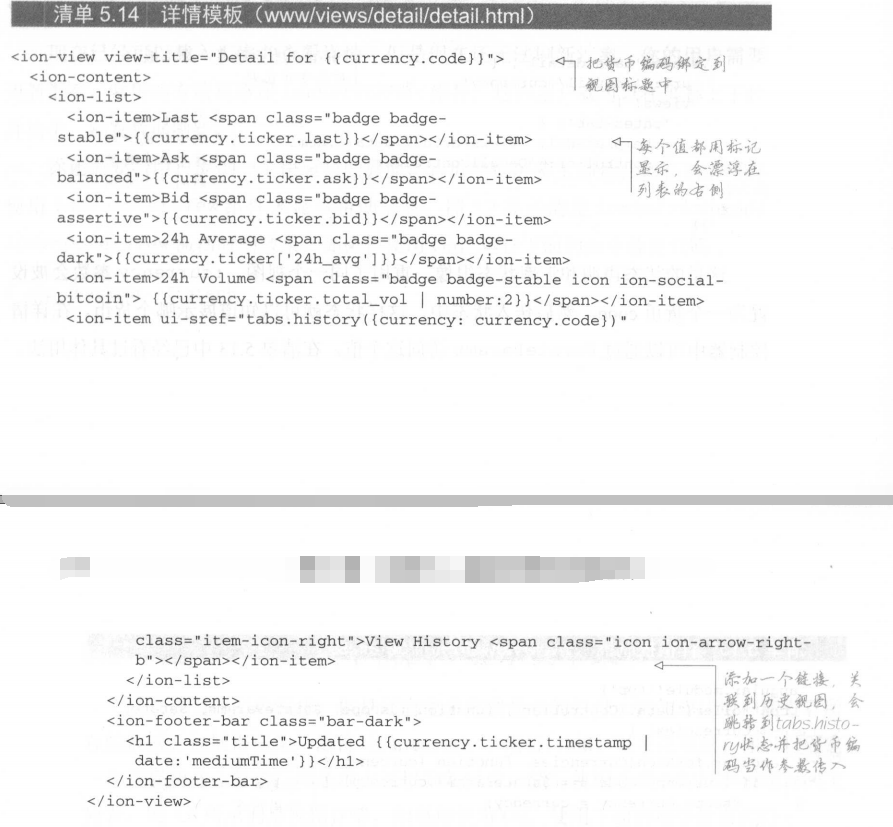 清单 5.14 详情模板（www/views/detail/detail.html）
<ion-view view-title="Detail for {{currency.code}}">
把货币编码绑定到
视图标题中
<ion-content>
<ion-list>
<ion-item>Last <span class="badge badge-
stable">{{currency.ticker.last}}</span></ion-item>
<ion-item>Ask <span class="badge badge-
balanced">{{currency.ticker.ask}}</span></ion-item>
<ion-item>Bid <span class="badge badge-
assertive">{{currency.ticker.bid}}</span></ion-item>
每个值都用标记
显示，会漂浮在
列表的右侧
<ion-item>24h Average <span class="badge badge-
dark">{{currency.ticker['24h_avg']}}</span></ion-item>
<ion-item>24h Volume <span class="badge badge-stable icon ion-social-
bitcoin"> {{currency.ticker.total_vol | number:2}}</span></ion-item>
<ion-item ui-sref="tabs.history({currency: currency.code})"
class="item-icon-right">View History <span class="icon ion-arrow-right-
b"></span></ion-item>
</ion-list>
</ion-content>
<ion-footer-bar class="bar-dark">
<h1 class="title">Updated {{currency.ticker.timestamp |
date:'mediumTime'}}</h1>
</ion-footer-bar>
</ion-view>
添加一个链接，关
联到历史视图，会
跳转到tabs.histo-
ry状态并把货币编
码当作参数传入